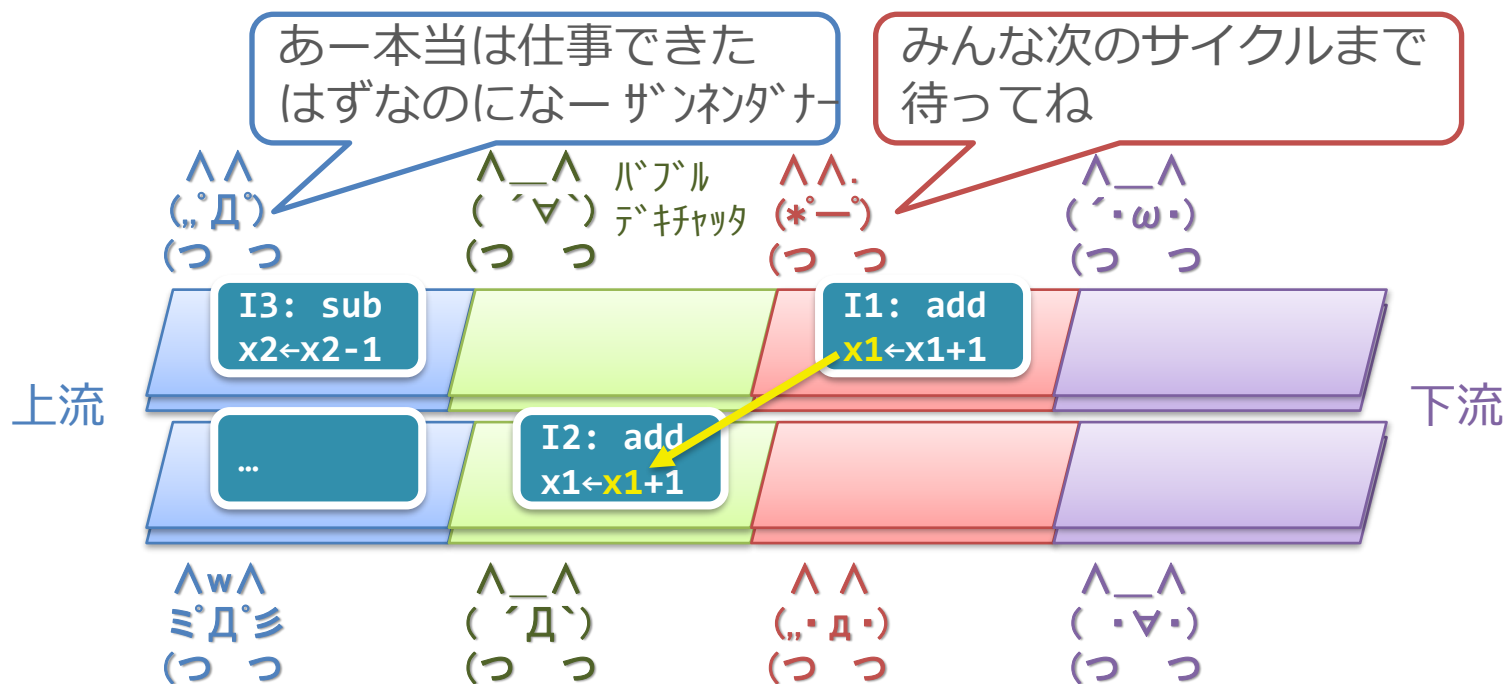 あー本当は仕事できた
はずなのになー ｻﾞﾝﾈﾝﾀﾞﾅｰ
みんな次のサイクルまで
待ってね
∧∧
(,,ﾟДﾟ)
(つ　つ
∧＿∧
( ´∀`)
(つ　つ
ﾊﾞﾌﾞﾙ
ﾃﾞｷﾁｬｯﾀ
∧∧.
(*ﾟーﾟ)
(つ　つ
∧＿∧
(´・ω・)
(つ　つ
I3: sub
x2←x2-1
I1: add
x1←x1+1
上流
下流
…
I2: add
x1←x1+1
∧w∧
ミﾟДﾟ彡
(つ　つ
∧＿∧
( ´Д`)
(つ　つ
∧ ∧
(,,・д・)
(つ　つ
∧＿∧
( ・∀・)
(つ　つ